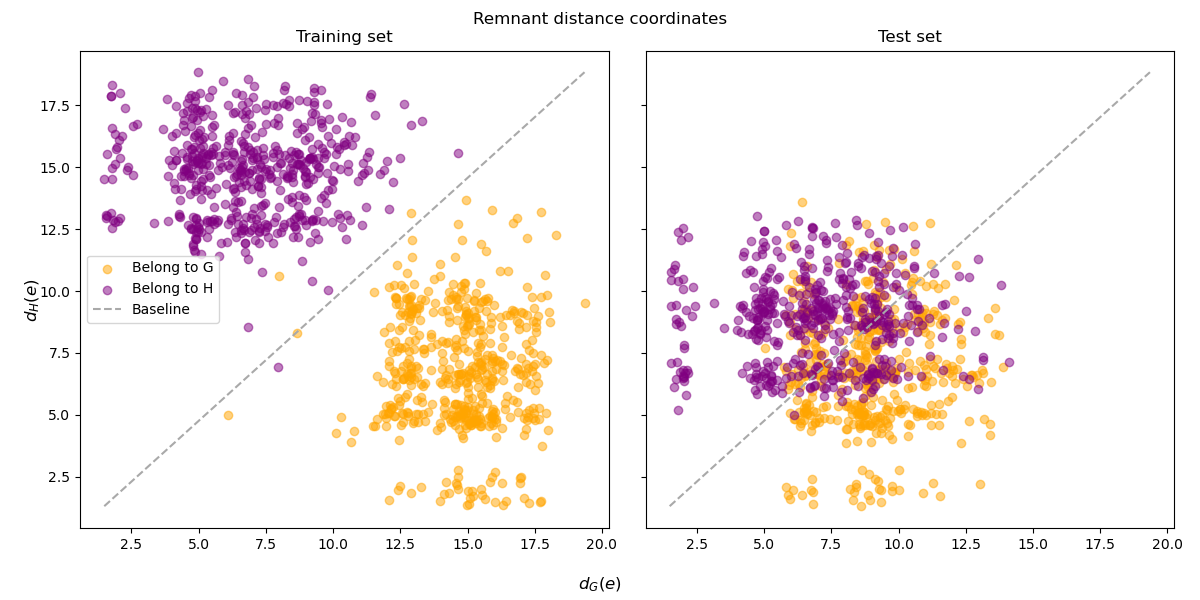 Remnant distance coordinates
Training set
Test set
17.5
15.0
12.5
10.0
7.5
5.0
2.5
d_H(e)
Belong to G
Belong to H
Baseline
2.5 5.0 7.5 10.0 12.5 15.0 17.5 20.0
2.5 5.0 7.5 10.0 12.5 15.0 17.5 20.0
d_G(e)